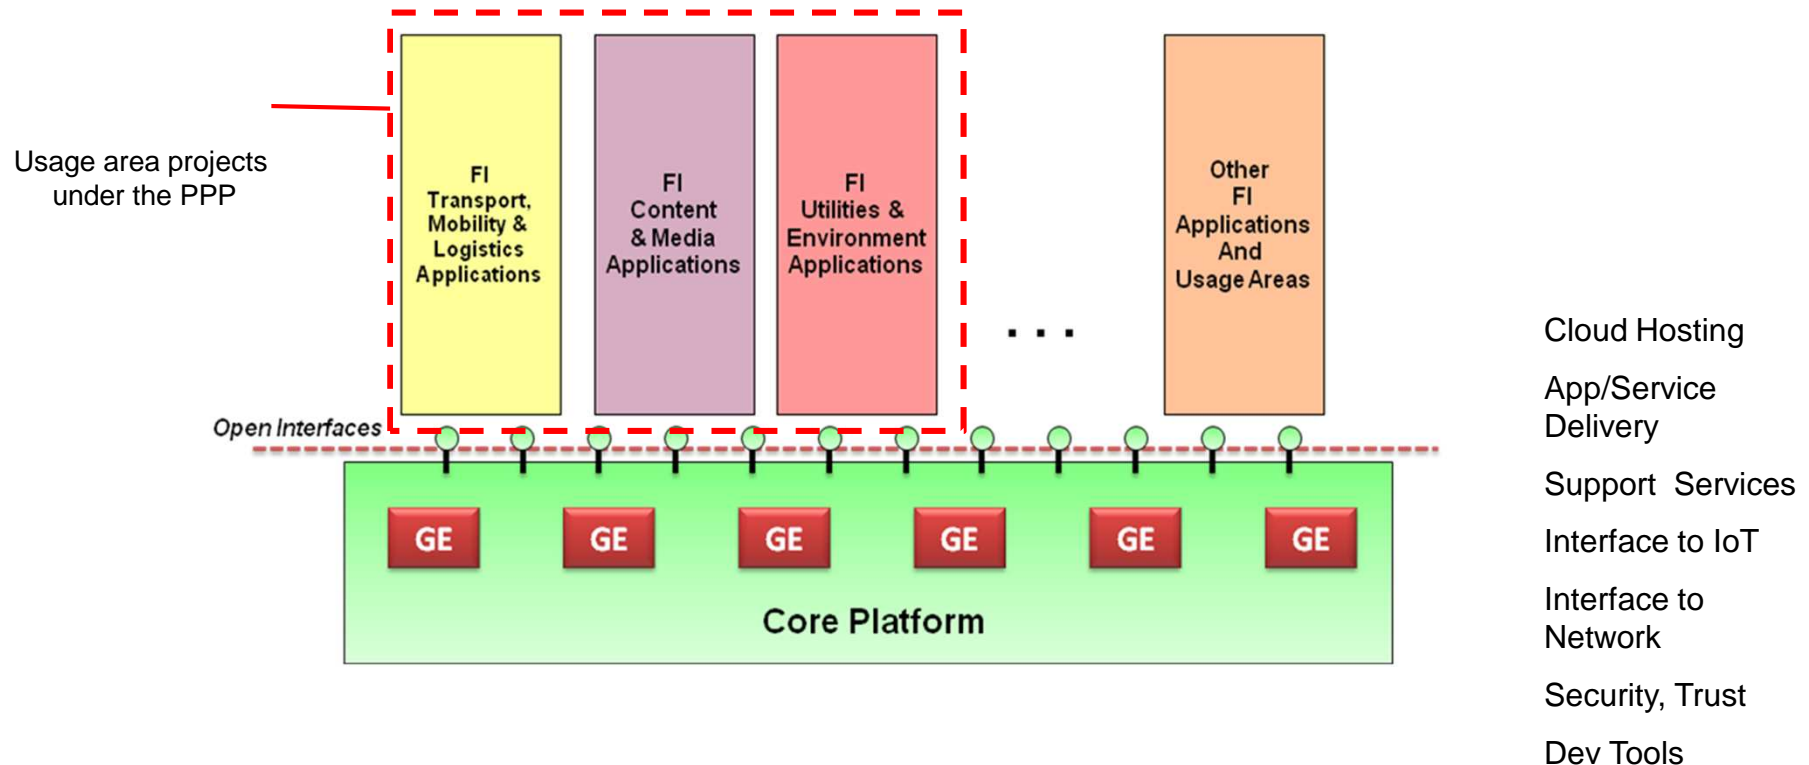 Usage area projects
under the PPP
FI
Transport,
Mobility &
Logistics
Applications
FI
Content
& Media
Applications
FI
Utilities &
Environment
Applications
. . .
Other
FI
Applications
And
Usage Areas
Open Interfaces
GE
GE
GE
GE
GE
GE
Core Platform
Cloud Hosting
App/Service
Delivery
Support Services
Interface to IoT
Interface to
Network
Security, Trust
Dev Tools